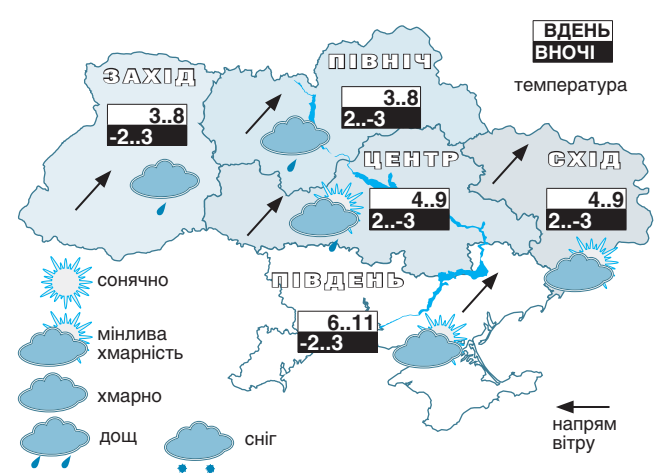 ВДЕНЬ
ВНОЧІ
температура
ЗАХІД
3..8
-2..3
ПІВНІЧ
3..8
2..-3
ЦЕНТР
4..9
2..-3
СХІД
4..9
2..-3
ПІВДЕНЬ
6..11
-2..3
сонячно
мінлива
хмарність
хмарно
дощ
сніг
напрям
вітру